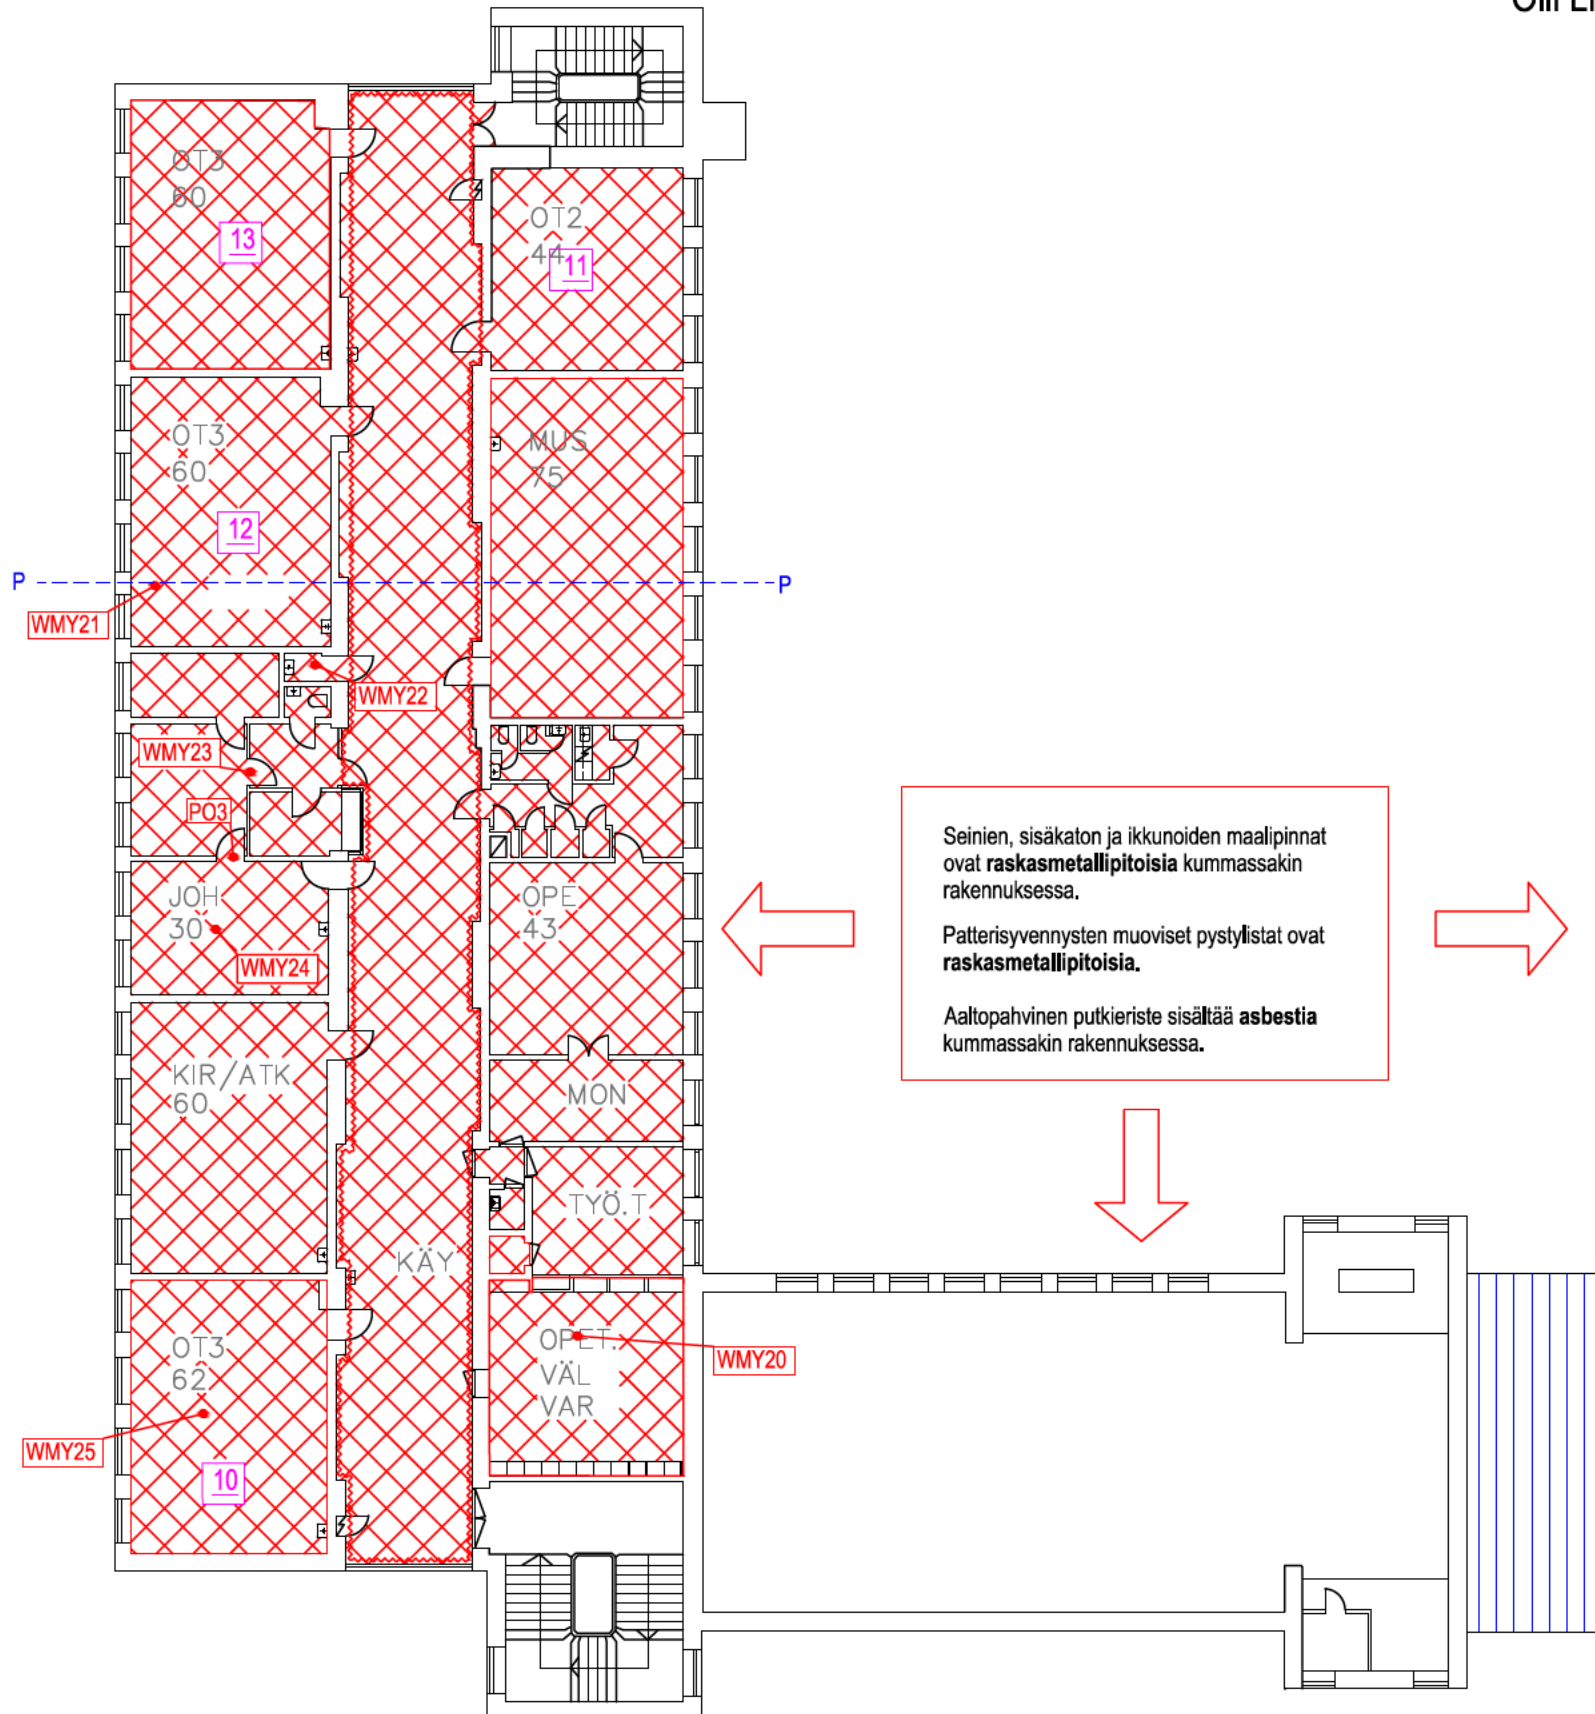 OT3
60
13
OT2
44
11
OT3
60
12
MUS
75
P
P
WMY21
WMY22
WMY23
PO3
JOH
30
WMY24
OPE
43
Seinien, sisäkaton ja ikkunoiden maalipinnat
ovat raskasmetallipitoisia kummassakin
rakennuksessa.
Patterisyvennysten muoviset pystylistat ovat
raskasmetallipitoisia.
Aaltopahvinen putkieriste sisältää asbestia
kummassakin rakennuksessa.
KIR/ATK
60
MON
TYÖ.T
KÄY
OT3
62
OPET.
VÄL
VAR
WMY20
WMY25
10